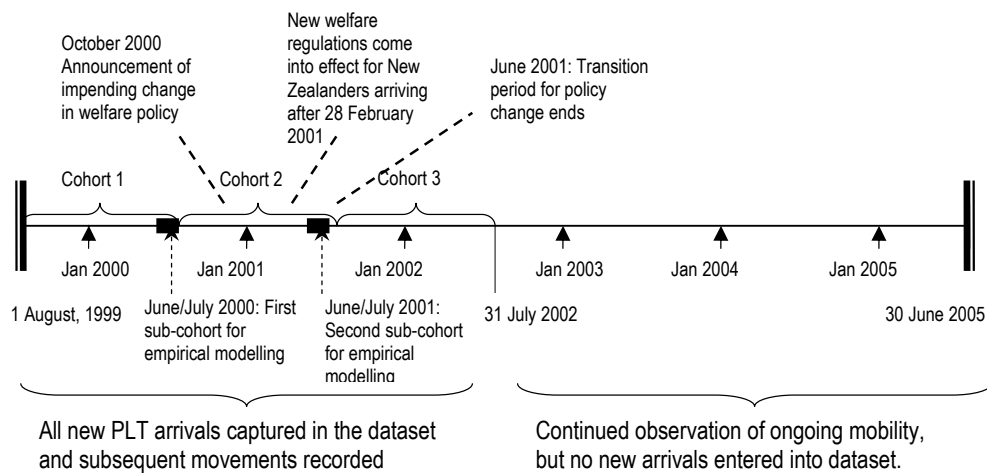 October 2000
Announcement of
impending change
in welfare policy
New welfare
regulations come
into effect for New
Zealanders arriving
after 28 February
2001
June 2001: Transition
period for policy
change ends
Cohort 1
Cohort 2
Cohort 3
Jan 2000
Jan 2001
Jan 2002
Jan 2003
Jan 2004
Jan 2005
1 August, 1999
June/July 2000: First
sub-cohort for
empirical modelling
June/July 2001:
Second sub-cohort
for empirical
modelling
31 July 2002
30 June 2005
All new PLT arrivals captured in the dataset
and subsequent movements recorded
Continued observation of ongoing mobility,
but no new arrivals entered into dataset.